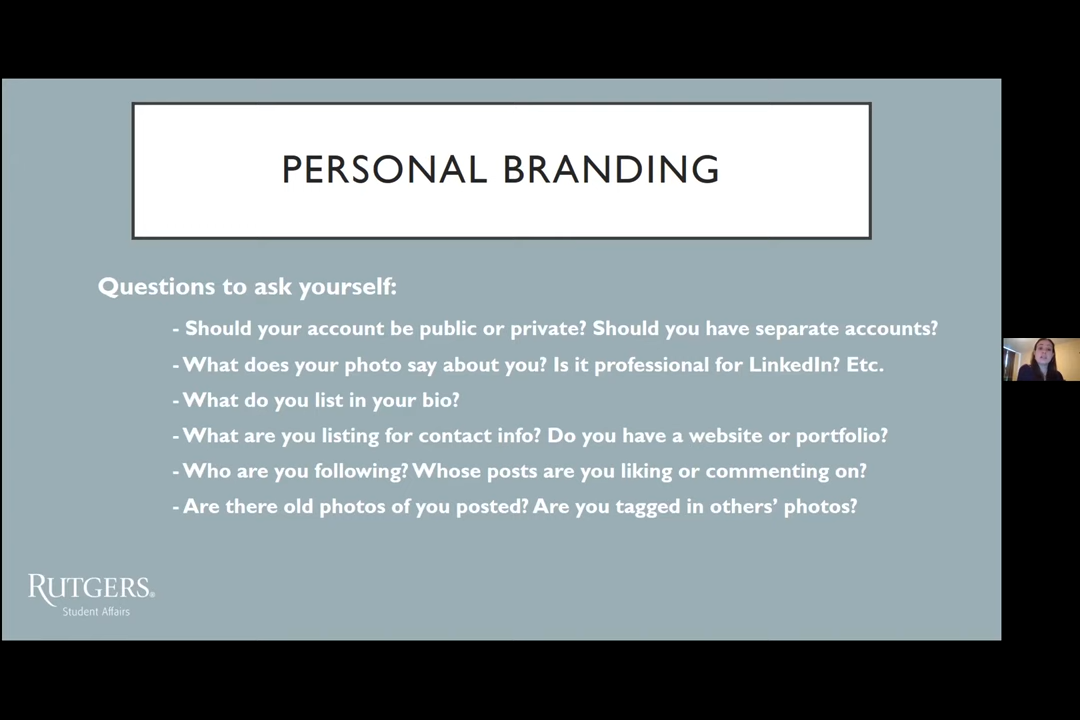 PERSONAL BRANDING
Questions to ask yourself:
- Should your account be public or private? Should you have separate accounts?
- What does your photo say about you? Is it professional for LinkedIn? Etc.
- What do you list in your bio?
- What are you listing for contact info? Do you have a website or portfolio?
- Who are you following? Whose posts are you liking or commenting on?
- Are there old photos of you posted? Are you tagged in others’ photos?
RUTGERS®
Student Affairs